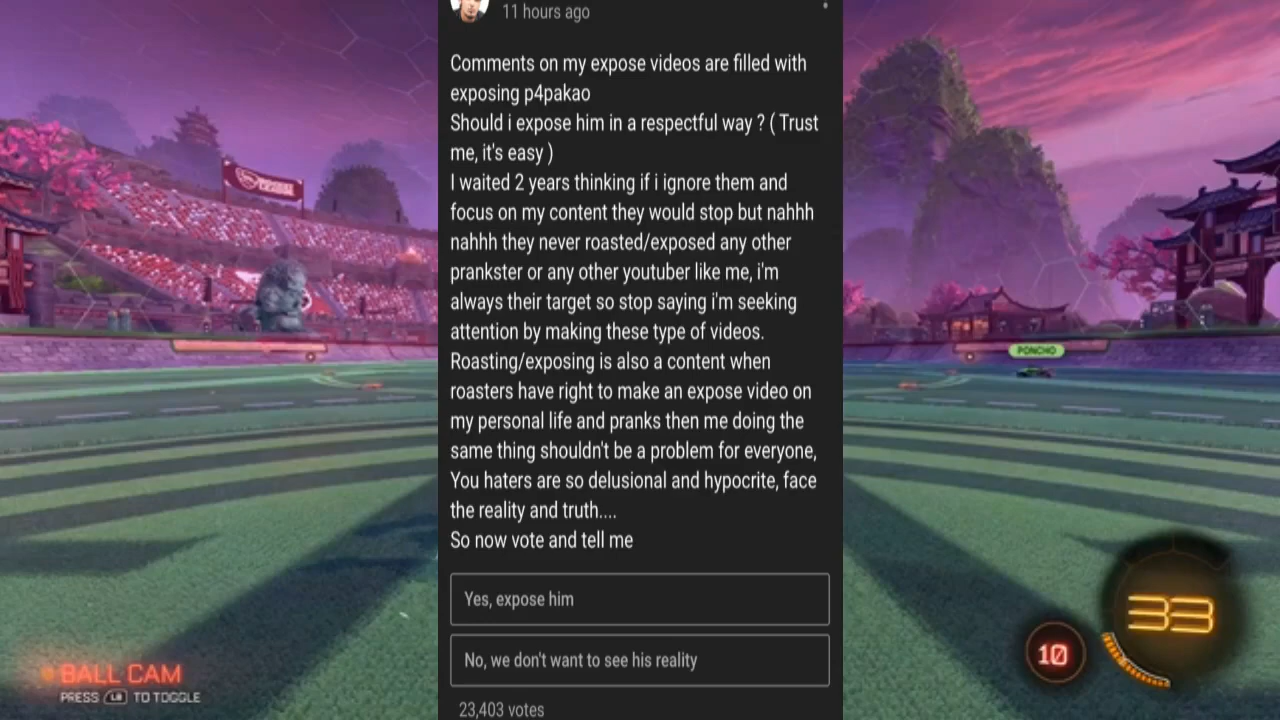 11 hours ago
Comments on my expose videos are filled with
exposing p4pakao
Should i expose him in a respectful way ? ( Trust
me, it's easy )
I waited 2 years thinking if i ignore them and
focus on my content they would stop but nahhh
nahhh they never roasted/exposed any other
prankster or any other youtuber like me, i'm
always their target so stop saying i'm seeking
attention by making these type of videos.
Roasting/exposing is also a content when
roasters have right to make an expose video on
my personal life and pranks then me doing the
same thing shouldn't be a problem for everyone,
You haters are so delusional and hypocrite, face
the reality and truth....
So now vote and tell me
Yes, expose him
No, we don't want to see his reality
23,403 votes
PONCHO
33
10
BALL CAM
PRESS LB TO TOGGLE